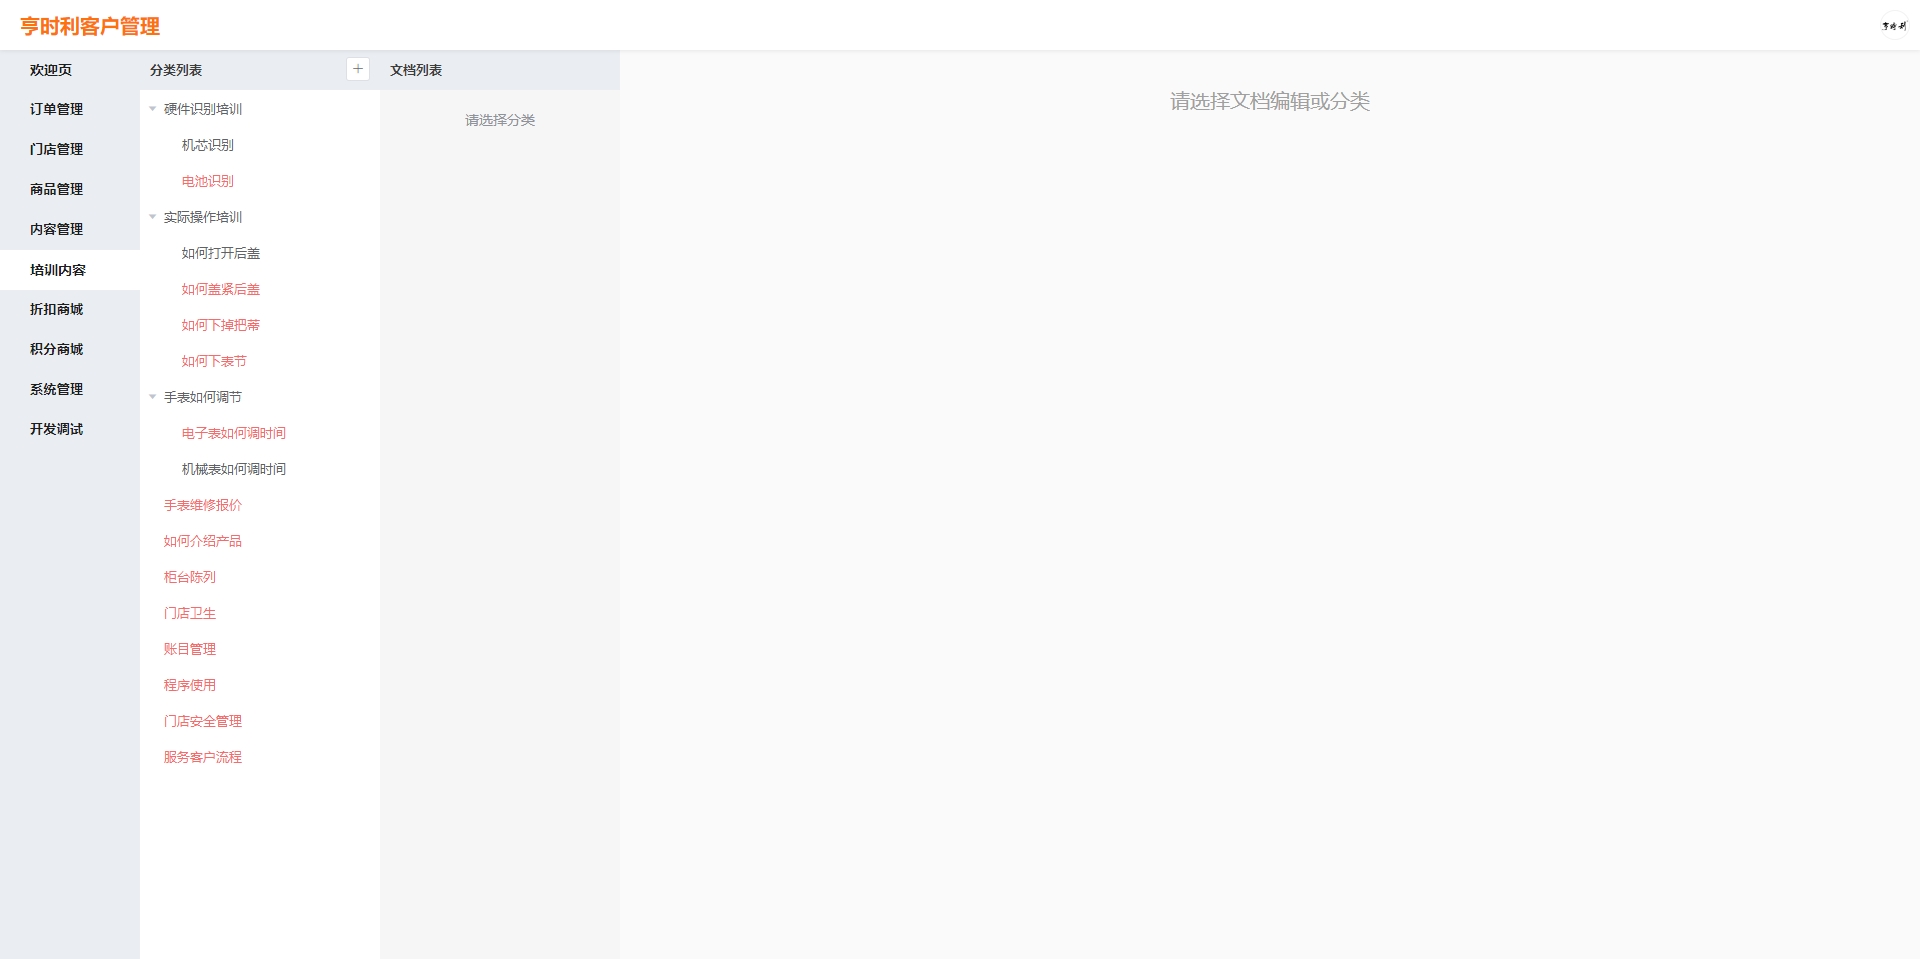 亨时利客户管理
亨时利
欢迎页
订单管理
门店管理
商品管理
内容管理
培训内容
折扣商城
积分商城
系统管理
开发调试
分类列表
+
硬件识别培训
机芯识别
电池识别
实际操作培训
如何打开后盖
如何盖紧后盖
如何下掉把蒂
如何下表节
手表如何调节
电子表如何调时间
机械表如何调时间
手表维修报价
如何介绍产品
柜台陈列
门店卫生
账目管理
程序使用
门店安全管理
服务客户流程
文档列表
请选择分类
请选择文档编辑或分类